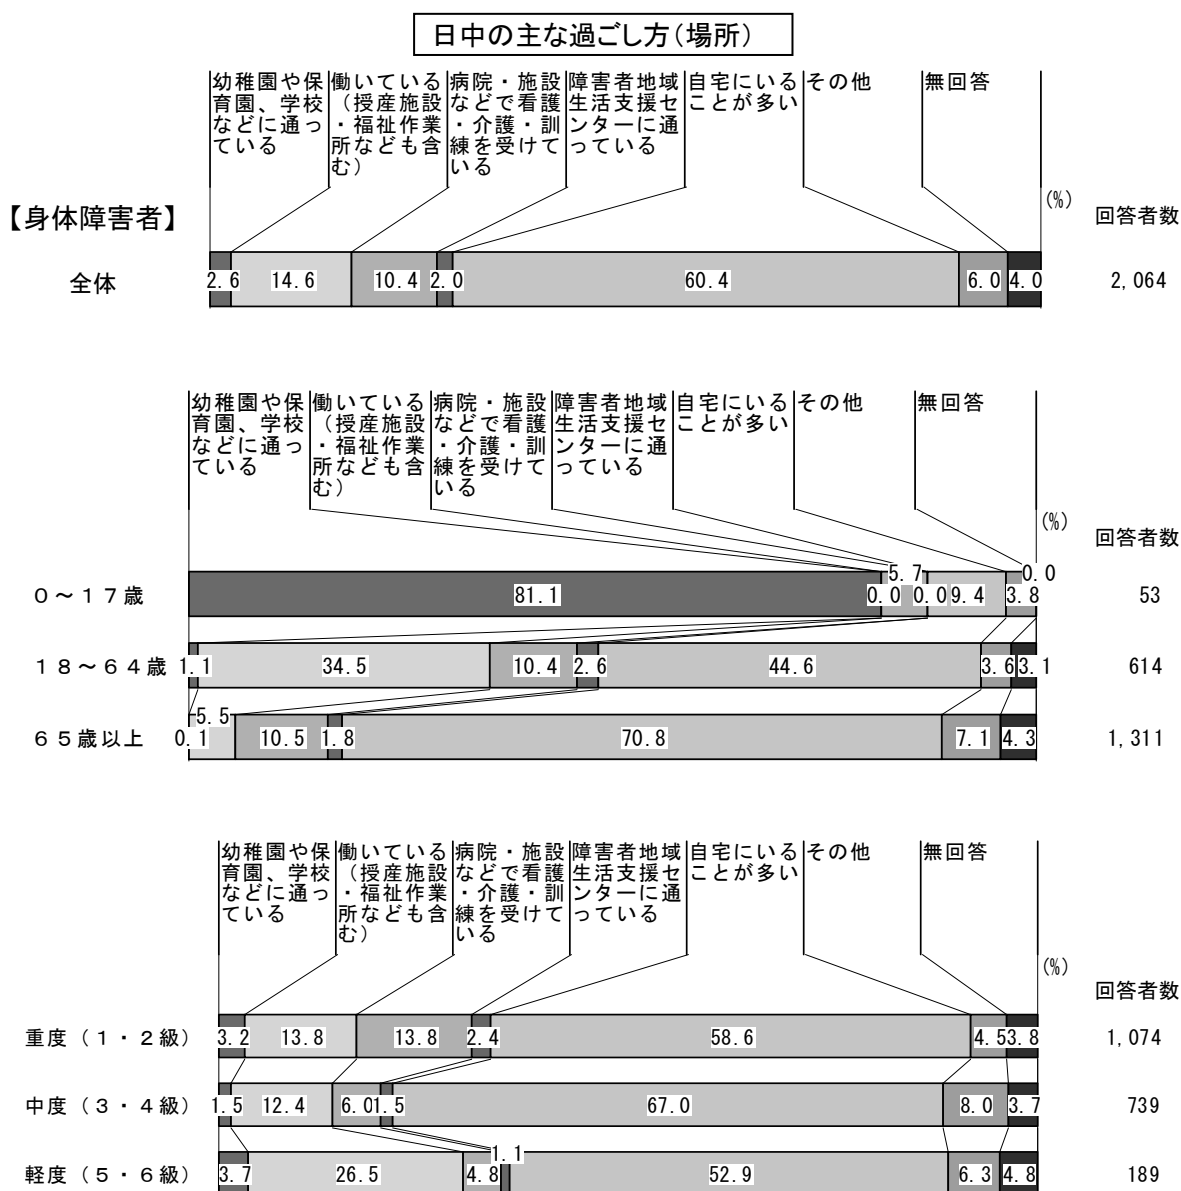 日中の主な過ごし方(場所)
幼稚園や保 働いている 病院・施設 障害者地域 自宅にいる その他 無回答
育園、学校 (授産施設 などで看護 生活支援セ ことが多い
などに通っ ・福祉作業 ・介護・訓 ンターに通
ている 所なども含 練を受けて っている
む) いる
(%)
【身体障害者】 回答者数
全体 2.6 14.6 10.4 2.0 60.4 6.0 4.0 2,064
幼稚園や保 働いている 病院・施設 障害者地域 自宅にいる その他 無回答
育園、学校 (授産施設 などで看護 生活支援セ ことが多い
などに通っ ・福祉作業 ・介護・訓 ンターに通
ている 所なども含 練を受けて っている
む) いる
(%)
回答者数
5.7 0.0
0~17歳 81.1 0.0 0.0 9.4 3.8 53
18~64歳 1.1 34.5 10.4 2.6 44.6 3.6 3.1 614
5.5
65歳以上 0.1 10.5 1.8 70.8 7.1 4.3 1,311
幼稚園や保 働いている 病院・施設 障害者地域 自宅にいる その他 無回答
育園、学校 (授産施設 などで看護 生活支援セ ことが多い
などに通っ ・福祉作業 ・介護・訓 ンターに通
ている 所なども含 練を受けて っている
む) いる
(%)
回答者数
重度(1・2級) 3.2 13.8 13.8 2.4 58.6 4.5 3.8 1,074
中度(3・4級) 1.5 12.4 6.0 1.5 67.0 8.0 3.7 739
1.1
軽度(5・6級) 3.7 26.5 4.8 52.9 6.3 4.8 189